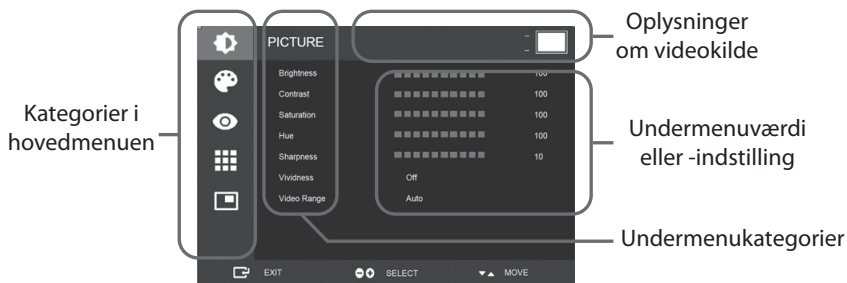 Oplysninger
om videokilde
PICTURE
Brightness 100
Contrast 100
Saturation 100
Hue 100
Sharpness 10
Vividness Off
Video Range Auto
Kategorier i
hovedmenuen
Undermenuværdi
eller -indstilling
Undermenukategorier
EXIT SELECT MOVE